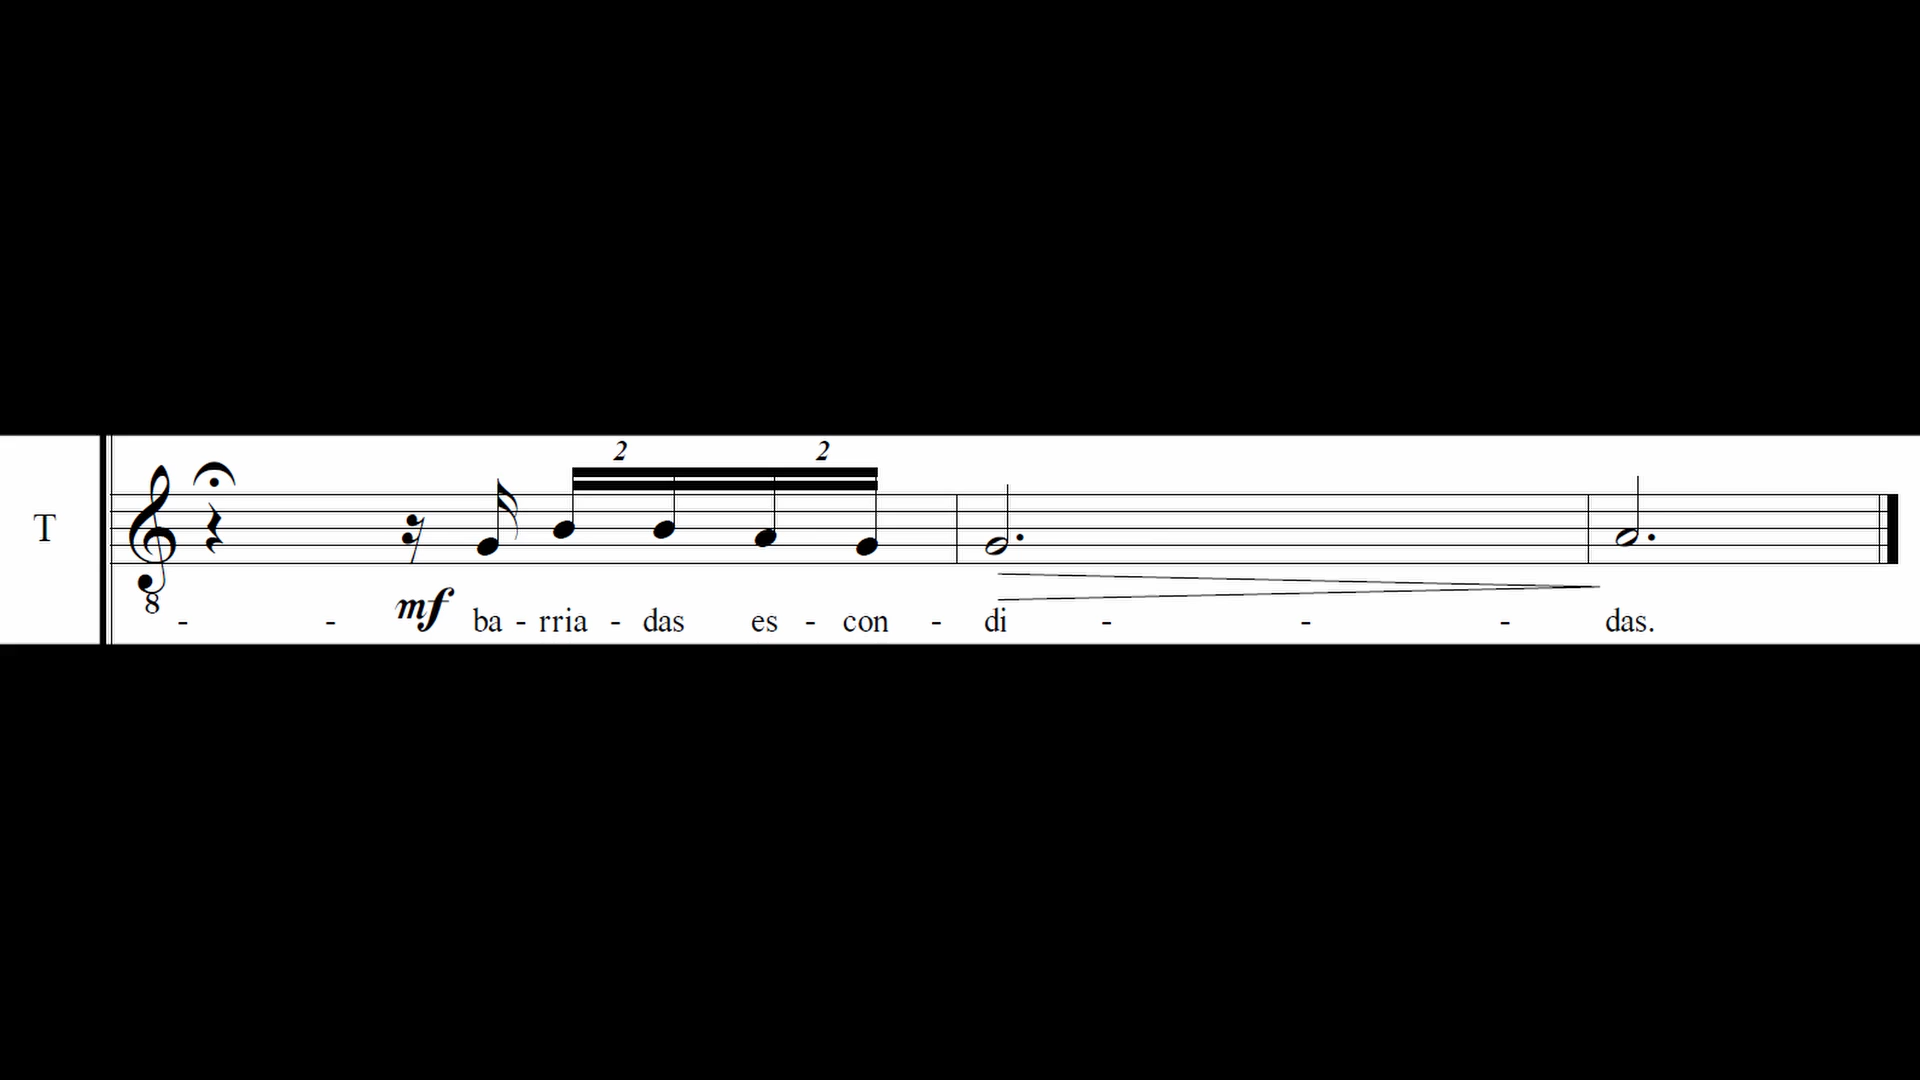 2 2
T
8
mf
- - ba - rria - das es - con - di - - - das.